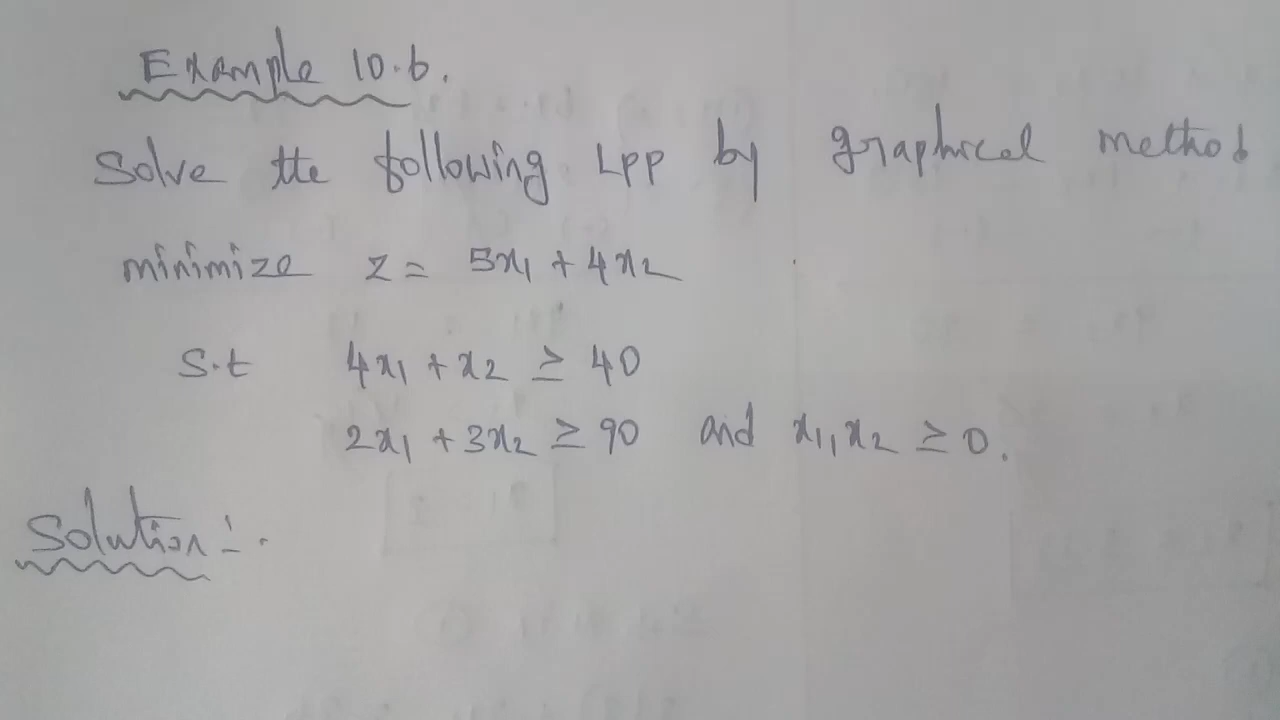 Example 10.6.
Solve the following LPP by graphical method
minimize z = 5x₁ + 4x₂
S.t 4x₁ + x₂ ≥ 40
2x₁ + 3x₂ ≥ 90 and x₁, x₂ ≥ 0.
Solution:-